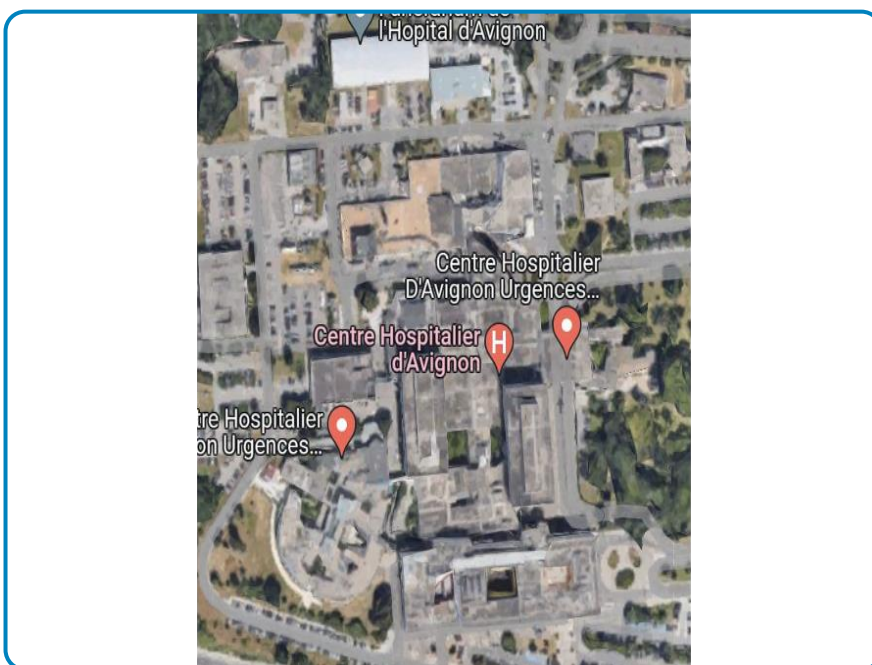 l'Hopital d'Avignon
Centre Hospitalier
D'Avignon Urgences...
Centre Hospitalier
d'Avignon
H
tre Hospitalier
on Urgences...